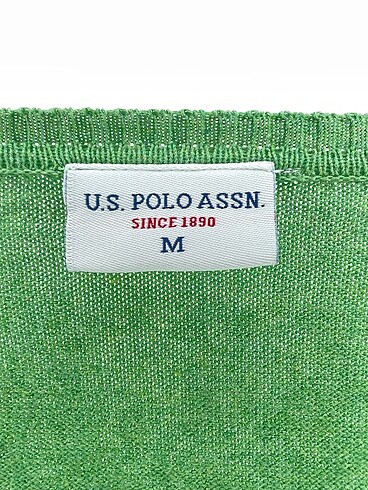 U.S. POLO ASSN.
SINCE 1890
M